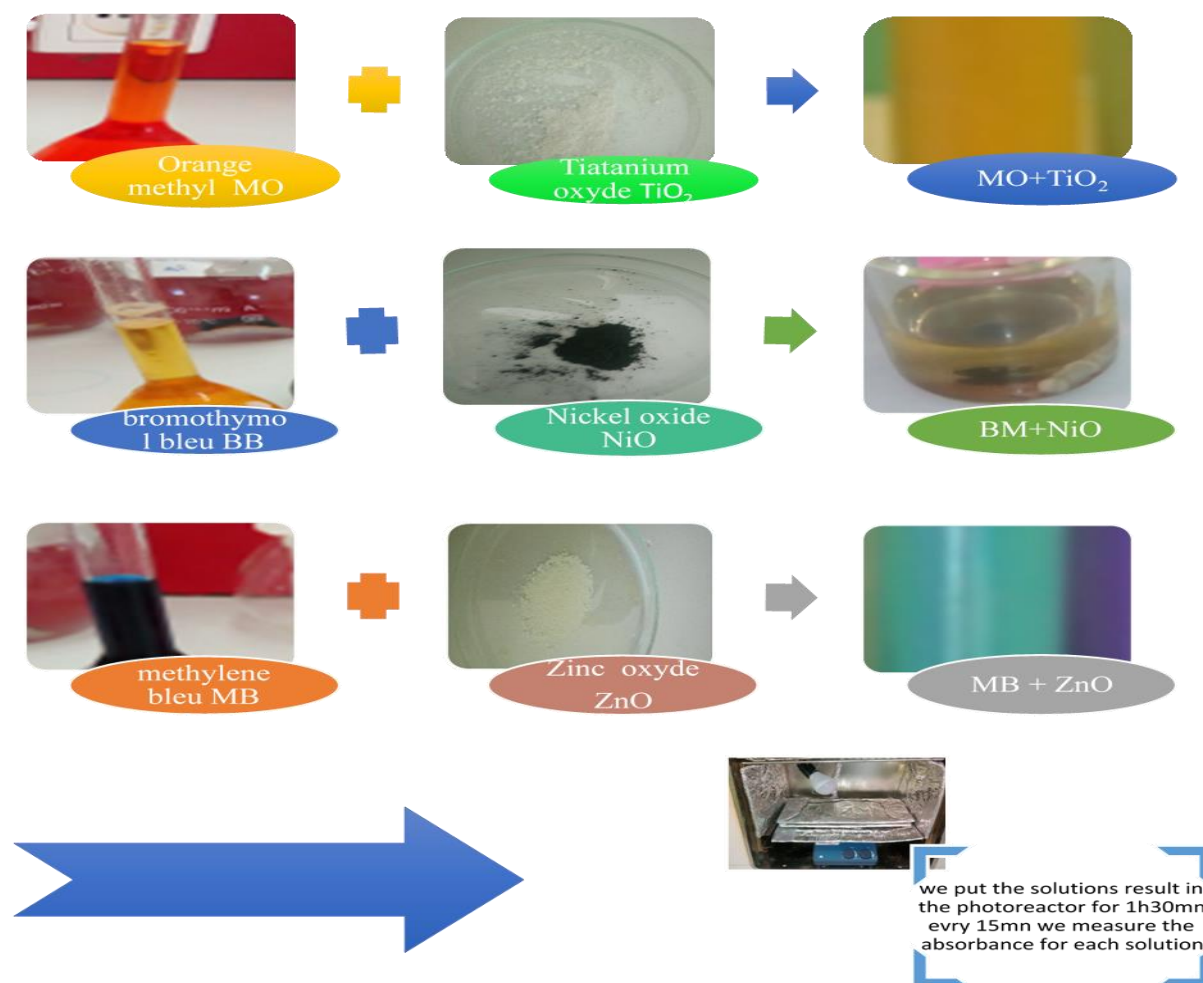 Orange
methyl MO
Tiatanium
oxyde TiO₂
MO+TiO₂
bromothymo
l bleu BB
Nickel oxide
NiO
BM+NiO
methylene
bleu MB
Zinc oxyde
ZnO
MB + ZnO
we put the solutions result in
the photoreactor for 1h30mn
evry 15mn we measure the
absorbance for each solution